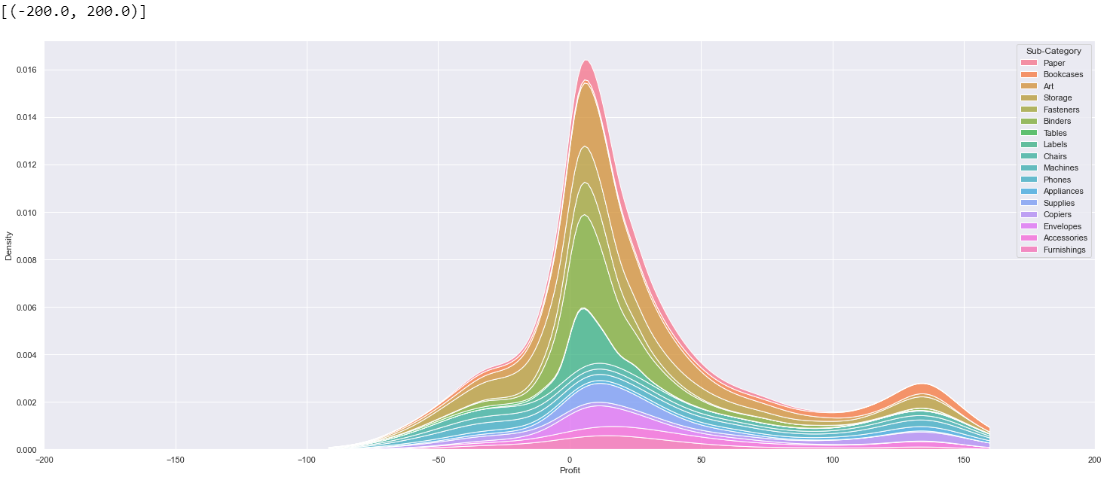 [(-200.0, 200.0)]
Sub-Category
Paper
Bookcases
Art
Storage
Fasteners
Binders
Tables
Labels
Chairs
Machines
Phones
Appliances
Supplies
Copiers
Envelopes
Accessories
Furnishings
0.016
0.014
0.012
0.010
0.008
0.006
0.004
0.002
0.000
Density
−200
−150
−100
−50
0
50
100
150
200
Profit